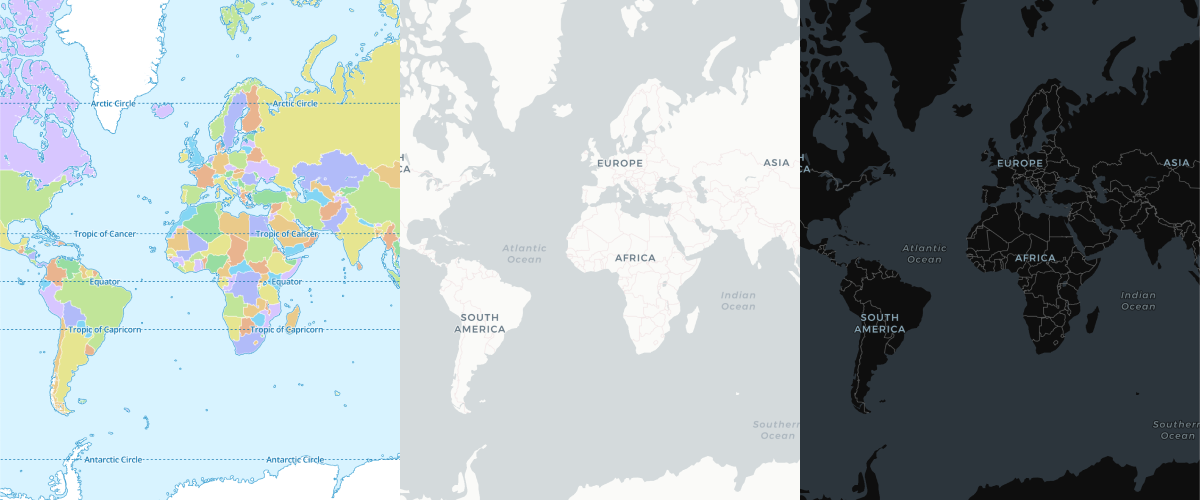 Arctic Circle
Arctic Circle
Tropic of Cancer
Tropic of Cancer
Equator
Equator
Tropic of Capricorn
Tropic of Capricorn
Antarctic Circle
Antarctic Circle
EUROPE
ASIA
H
CA
Atlantic
Ocean
AFRICA
Indian
Ocean
SOUTH
AMERICA
Southern
Ocean
EUROPE
ASIA
CA
Atlantic
Ocean
AFRICA
Indian
Ocean
SOUTH
AMERICA
Southern
Ocean